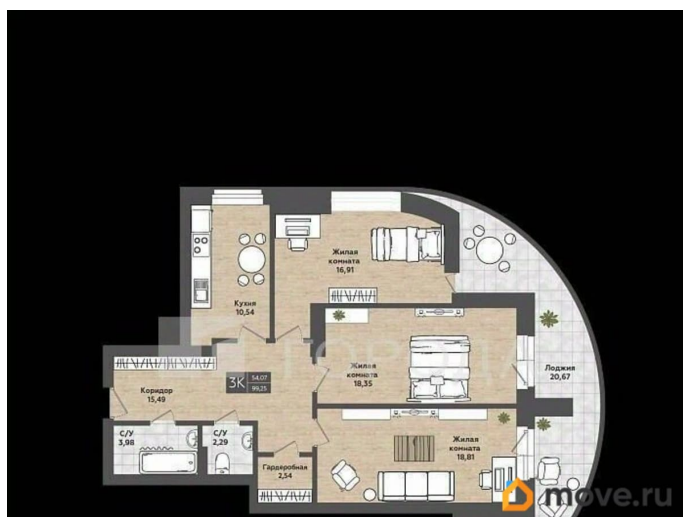 Жилая
комната
16,91
Кухня
10,54
3К
54,07
99,25
Жилая
комната
18,35
Лоджия
20,67
Коридор
15,49
С/У
3,98
С/У
2,29
Гардеробная
2,54
Жилая
комната
18,81
move.ru